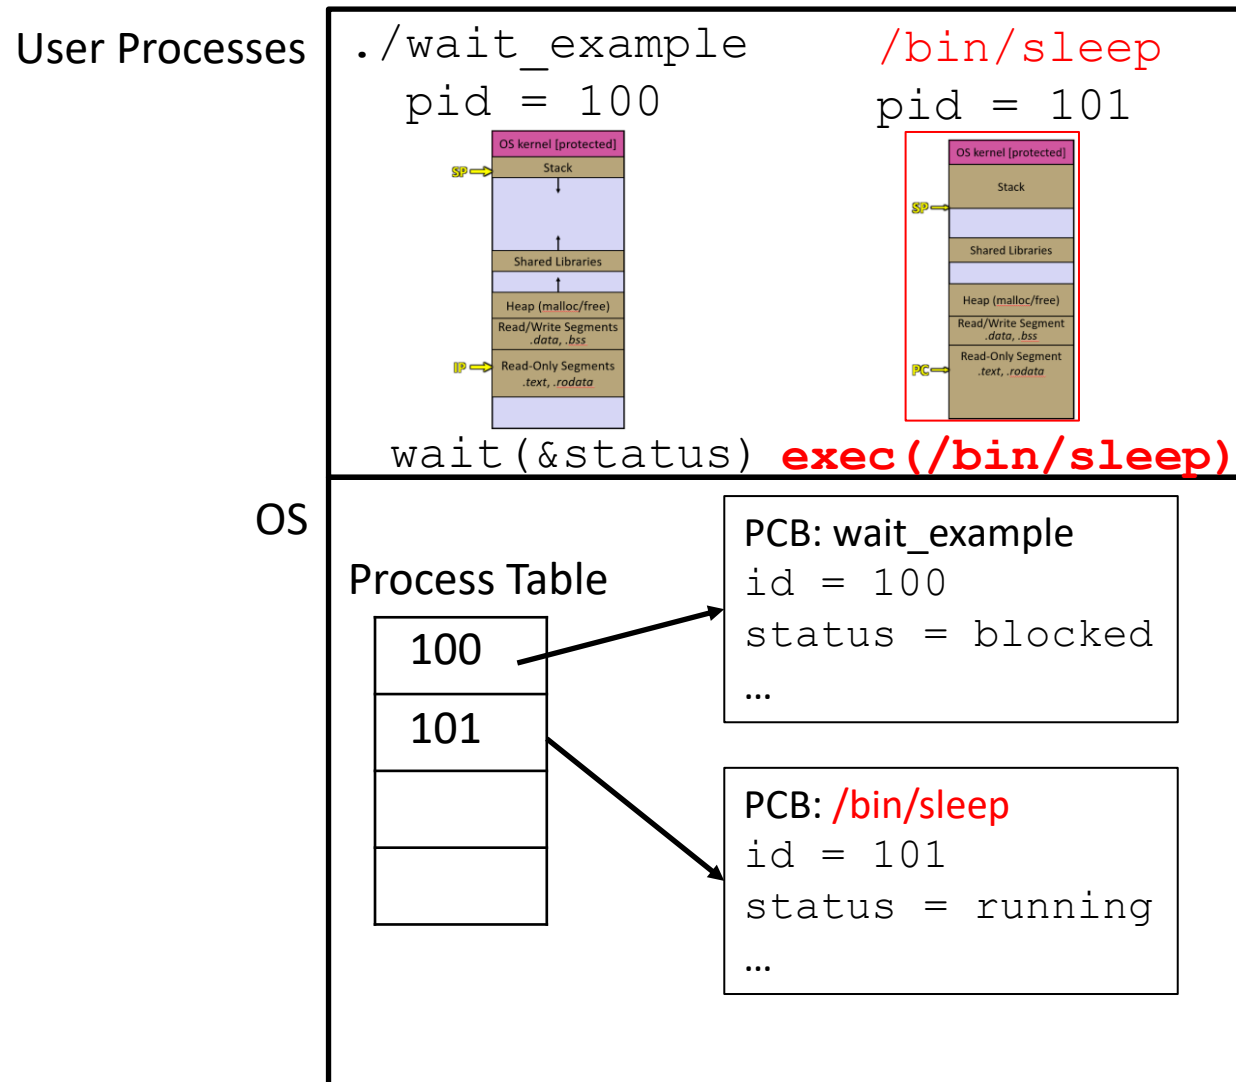 User Processes
./wait_example
pid = 100
OS kernel [protected]
Stack
SP
Shared Libraries
Heap (malloc/free)
Read/Write Segments
.data, .bss
IP
Read-Only Segments
.text, .rodata
wait(&status)
/bin/sleep
pid = 101
OS kernel [protected]
Stack
SP
Shared Libraries
Heap (malloc/free)
Read/Write Segment
.data, .bss
PC
Read-Only Segment
.text, .rodata
exec(/bin/sleep)
OS
Process Table
100
101
PCB: wait_example
id = 100
status = blocked
…
PCB: /bin/sleep
id = 101
status = running
…